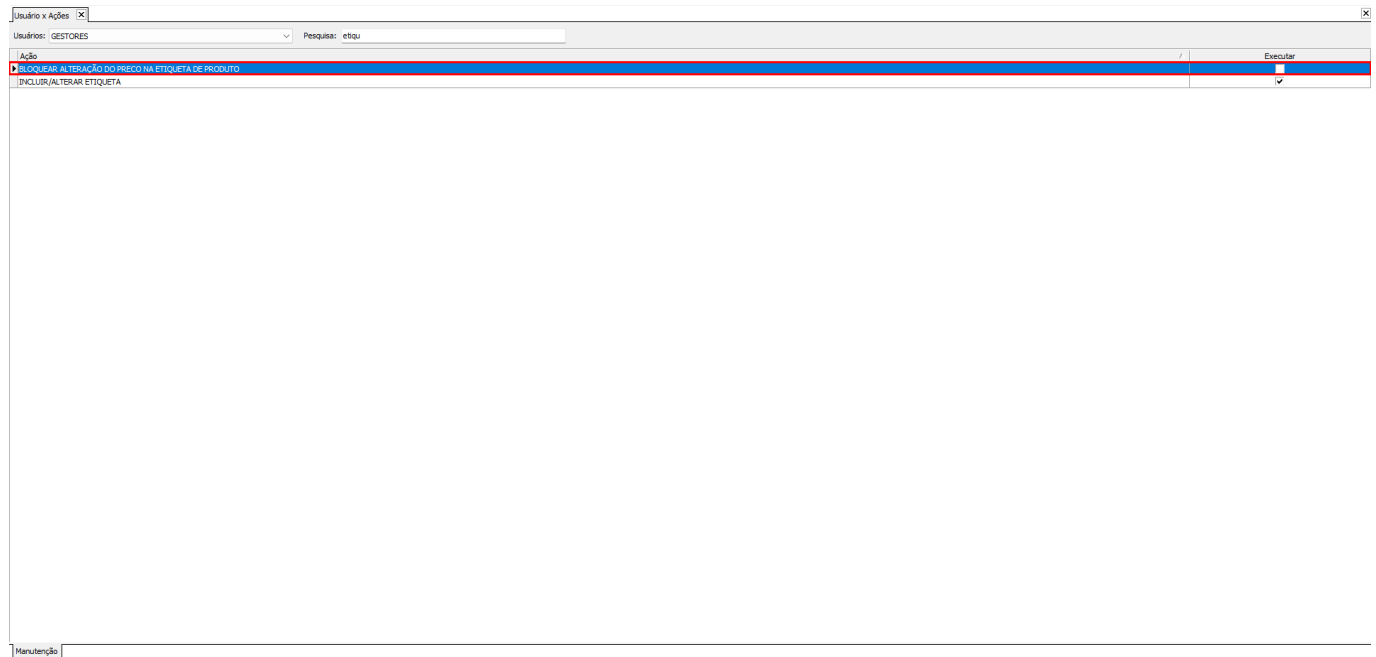 Usuário x Ações
Usuários: GESTORES Pesquisa: etiqu
Ação Executar
BLOQUEAR ALTERAÇÃO DO PRECO NA ETIQUETA DE PRODUTO
INCLUIR/ALTERAR ETIQUETA
Manutenção